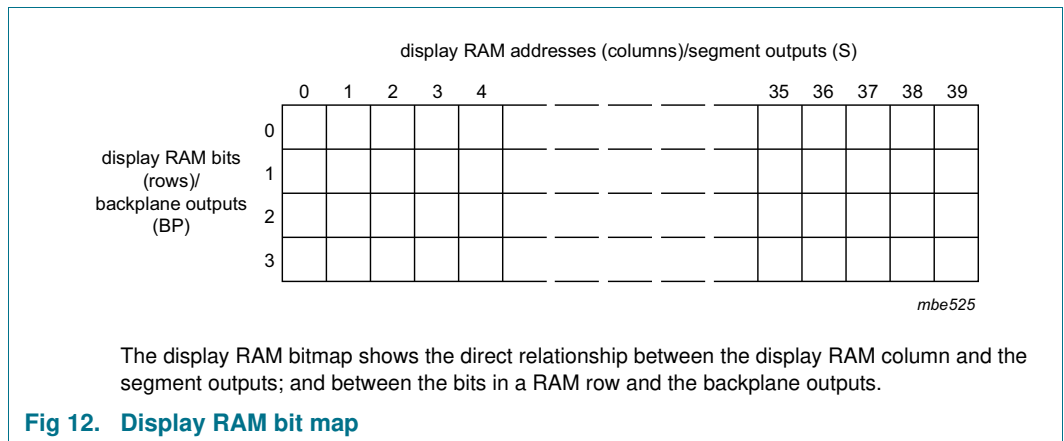 display RAM addresses (columns)/segment outputs (S)
0 1 2 3 4 35 36 37 38 39
0
display RAM bits
(rows)/
1
backplane outputs
2
(BP)
3
mbe525
The display RAM bitmap shows the direct relationship between the display RAM column and the
segment outputs; and between the bits in a RAM row and the backplane outputs.
Fig 12. Display RAM bit map